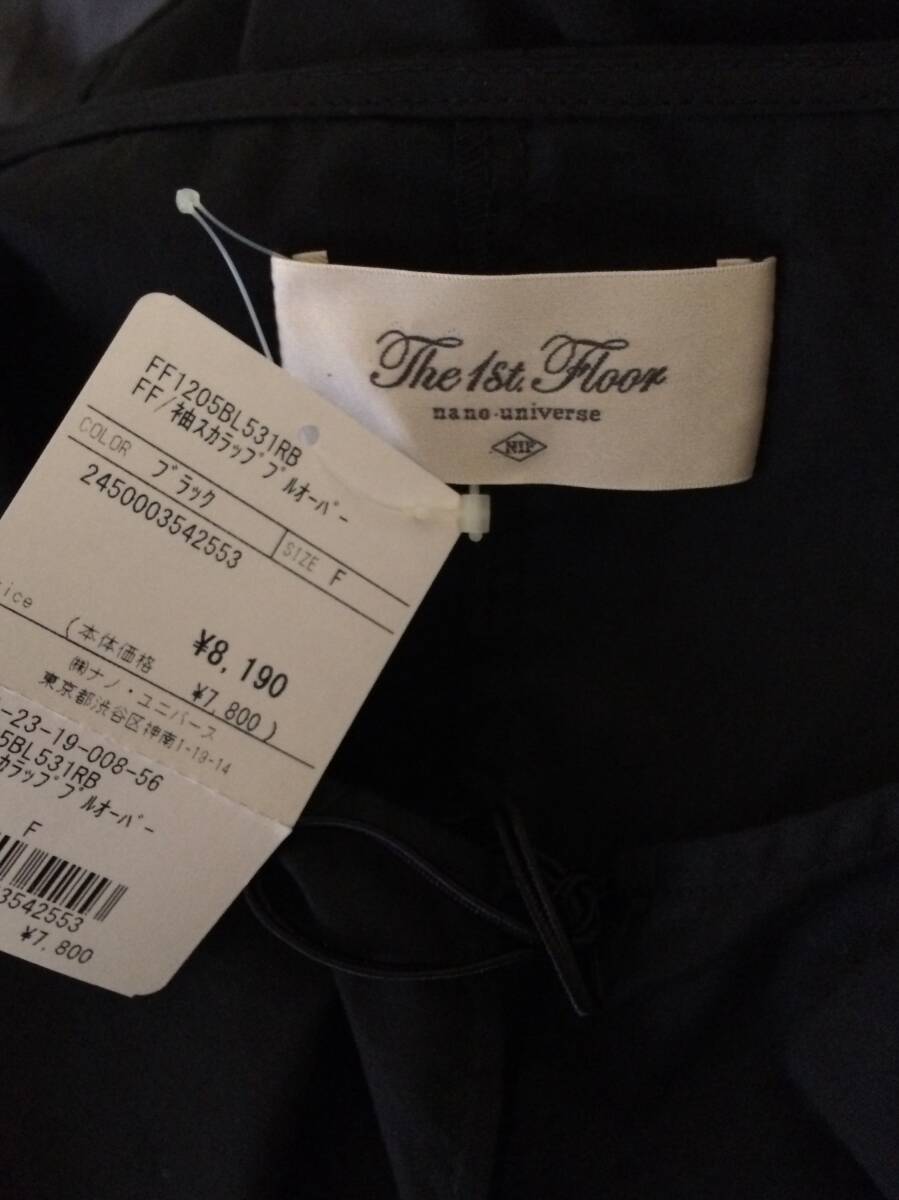 The 1st. Floor
nano・universe
FF1205BL531RB
FF/袖スカラッププルオーバー
COLOR ブラック
SIZE F
2450003542553
¥8,190
(本体価格 ¥7,800)
㈱ナノ・ユニバース
東京都渋谷区神南1-19-14
-23-19-008-56
5BL531RB
カラッププルオーバー
F
3542553
¥7,800